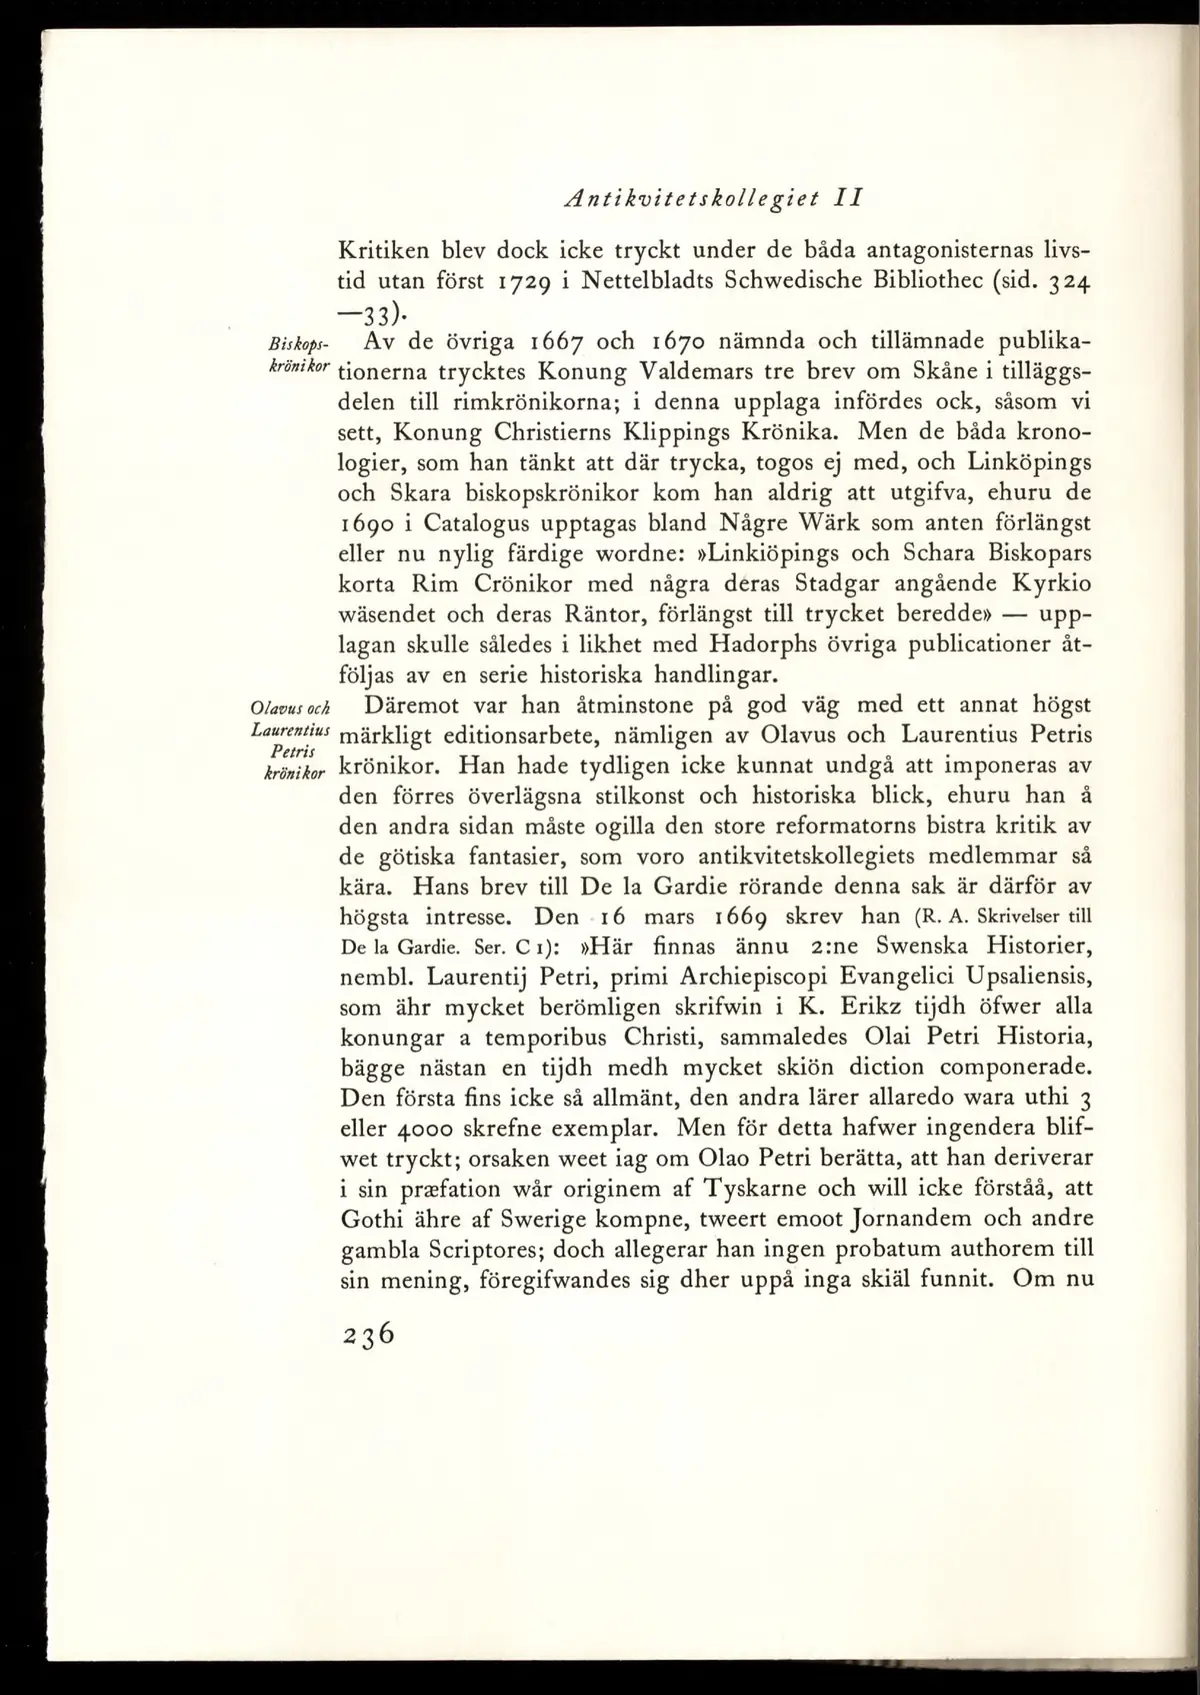 Antikvitetskollegiet II
Kritiken blev dock icke tryckt under de båda antagonisternas livs-
tid utan först 1729 i Nettelbladts Schwedische Bibliothec (sid. 324
—33).
Biskops-
krönikor
Av de övriga 1667 och 1670 nämnda och tillämnade publika-
tionerna trycktes Konung Valdemars tre brev om Skåne i tilläggs-
delen till rimkrönikorna; i denna upplaga infördes ock, såsom vi
sett, Konung Christierns Klippings Krönika. Men de båda krono-
logier, som han tänkt att där trycka, togos ej med, och Linköpings
och Skara biskopskrönikor kom han aldrig att utgifva, ehuru de
1690 i Catalogus upptagas bland Någre Wärk som anten förlängst
eller nu nylig färdige wordne: »Linkiöpings och Schara Biskopars
korta Rim Crönikor med några deras Stadgar angående Kyrkio
wäsendet och deras Räntor, förlängst till trycket beredde» — upp-
lagan skulle således i likhet med Hadorphs övriga publicationer åt-
följas av en serie historiska handlingar.
Olavus och
Laurentius
Petris
krönikor
Däremot var han åtminstone på god väg med ett annat högst
märkligt editionsarbete, nämligen av Olavus och Laurentius Petris
krönikor. Han hade tydligen icke kunnat undgå att imponeras av
den förres överlägsna stilkonst och historiska blick, ehuru han å
den andra sidan måste ogilla den store reformatorns bistra kritik av
de götiska fantasier, som voro antikvitetskollegiets medlemmar så
kära. Hans brev till De la Gardie rörande denna sak är därför av
högsta intresse. Den 16 mars 1669 skrev han (R. A. Skrivelser till
De la Gardie. Ser. C 1): »Här finnas ännu 2:ne Swenska Historier,
nembl. Laurentij Petri, primi Archiepiscopi Evangelici Upsaliensis,
som ähr mycket berömligen skrifwin i K. Erikz tijdh öfwer alla
konungar a temporibus Christi, sammaledes Olai Petri Historia,
bägge nästan en tijdh medh mycket skiön diction componerade.
Den första fins icke så allmänt, den andra lärer allaredo wara uthi 3
eller 4000 skrefne exemplar. Men för detta hafwer ingendera blif-
wet tryckt; orsaken weet iag om Olao Petri berätta, att han deriverar
i sin præfation wår originem af Tyskarne och will icke förståå, att
Gothi ähre af Swerige kompne, tweert emoot Jornandem och andre
gambla Scriptores; doch allegerar han ingen probatum authorem till
sin mening, föregifwandes sig dher uppå inga skiäl funnit. Om nu
236